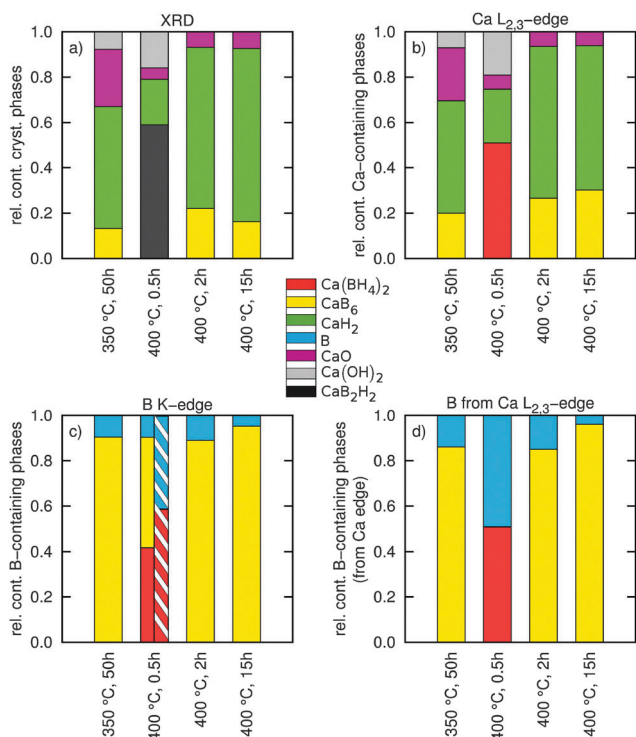 XRD
a)
rel. cont. cryst. phases
1.0
0.8
0.6
0.4
0.2
0.0
350 °C, 50h
400 °C, 0.5h
400 °C, 2h
400 °C, 15h
Ca L2,3-edge
b)
rel. cont. Ca-containing phases
1.0
0.8
0.6
0.4
0.2
0.0
350 °C, 50h
400 °C, 0.5h
400 °C, 2h
400 °C, 15h
Ca(BH4)2
CaB6
CaH2
B
CaO
Ca(OH)2
CaB2H2
B K-edge
c)
rel. cont. B-containing phases
1.0
0.8
0.6
0.4
0.2
0.0
350 °C, 50h
400 °C, 0.5h
400 °C, 2h
400 °C, 15h
B from Ca L2,3-edge
d)
rel. cont. B-containing phases
(from Ca edge)
1.0
0.8
0.6
0.4
0.2
0.0
350 °C, 50h
400 °C, 0.5h
400 °C, 2h
400 °C, 15h